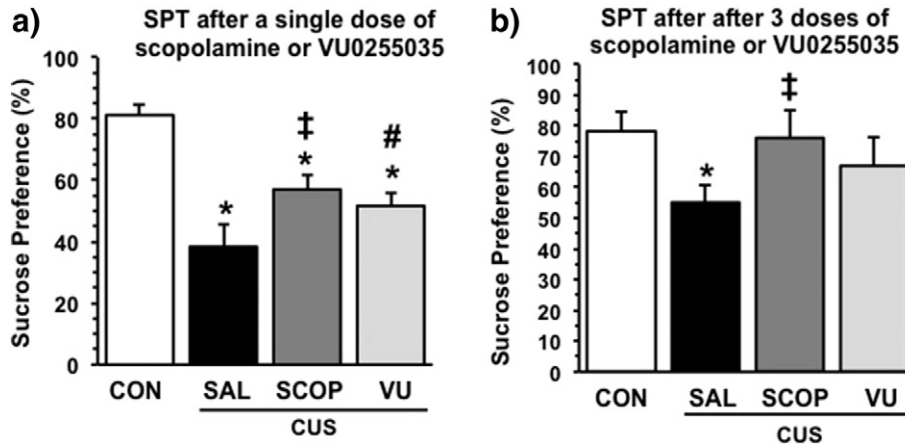 a)
SPT after a single dose of
scopolamine or VU0255035
Sucrose Preference (%)
100
80
60
40
20
0
‡
#
*
*
*
CON
SAL
SCOP
VU
CUS
b)
SPT after after 3 doses of
scopolamine or VU0255035
Sucrose Preference (%)
100
90
80
70
60
50
40
30
20
10
0
‡
*
CON
SAL
SCOP
VU
CUS